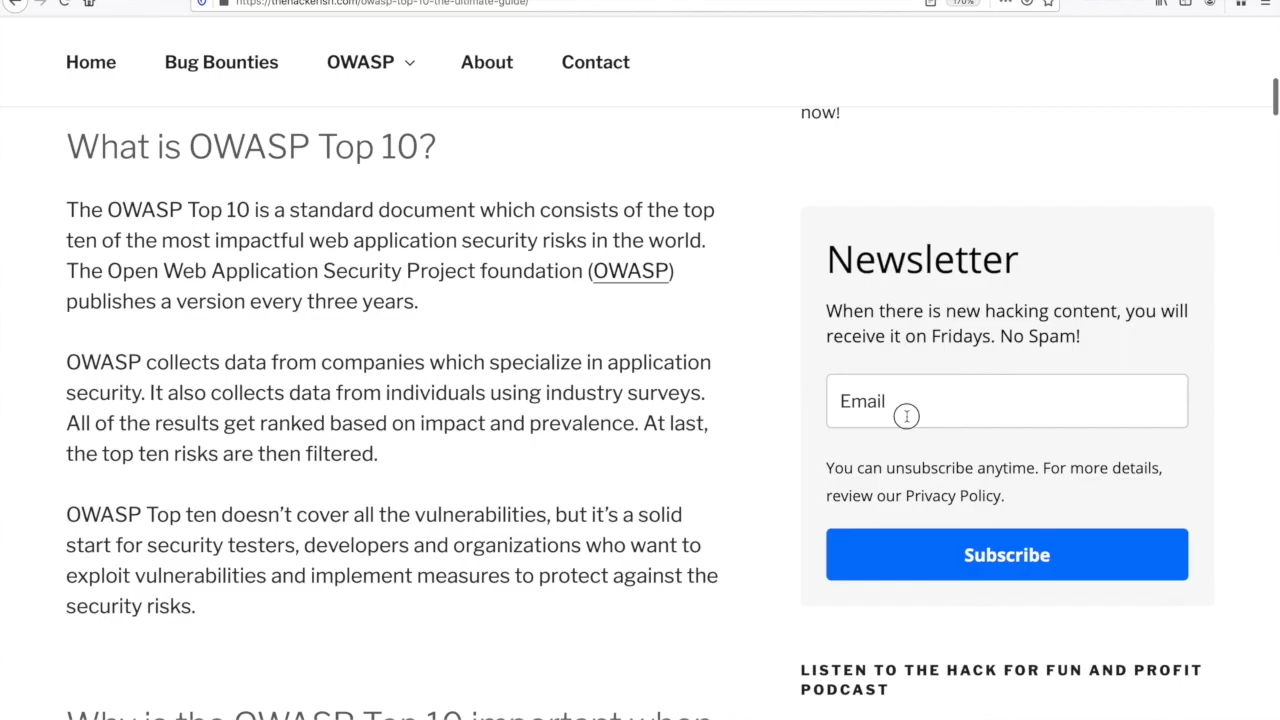 https://thehackerish.com/owasp-top-10-the-ultimate-guide/
170%
Home Bug Bounties OWASP About Contact
now!
What is OWASP Top 10?
The OWASP Top 10 is a standard document which consists of the top
ten of the most impactful web application security risks in the world.
The Open Web Application Security Project foundation (OWASP)
publishes a version every three years.
OWASP collects data from companies which specialize in application
security. It also collects data from individuals using industry surveys.
All of the results get ranked based on impact and prevalence. At last,
the top ten risks are then filtered.
OWASP Top ten doesn’t cover all the vulnerabilities, but it’s a solid
start for security testers, developers and organizations who want to
exploit vulnerabilities and implement measures to protect against the
security risks.
Why is the OWASP Top 10 important when
Newsletter
When there is new hacking content, you will
receive it on Fridays. No Spam!
Email
You can unsubscribe anytime. For more details,
review our Privacy Policy.
Subscribe
LISTEN TO THE HACK FOR FUN AND PROFIT
PODCAST